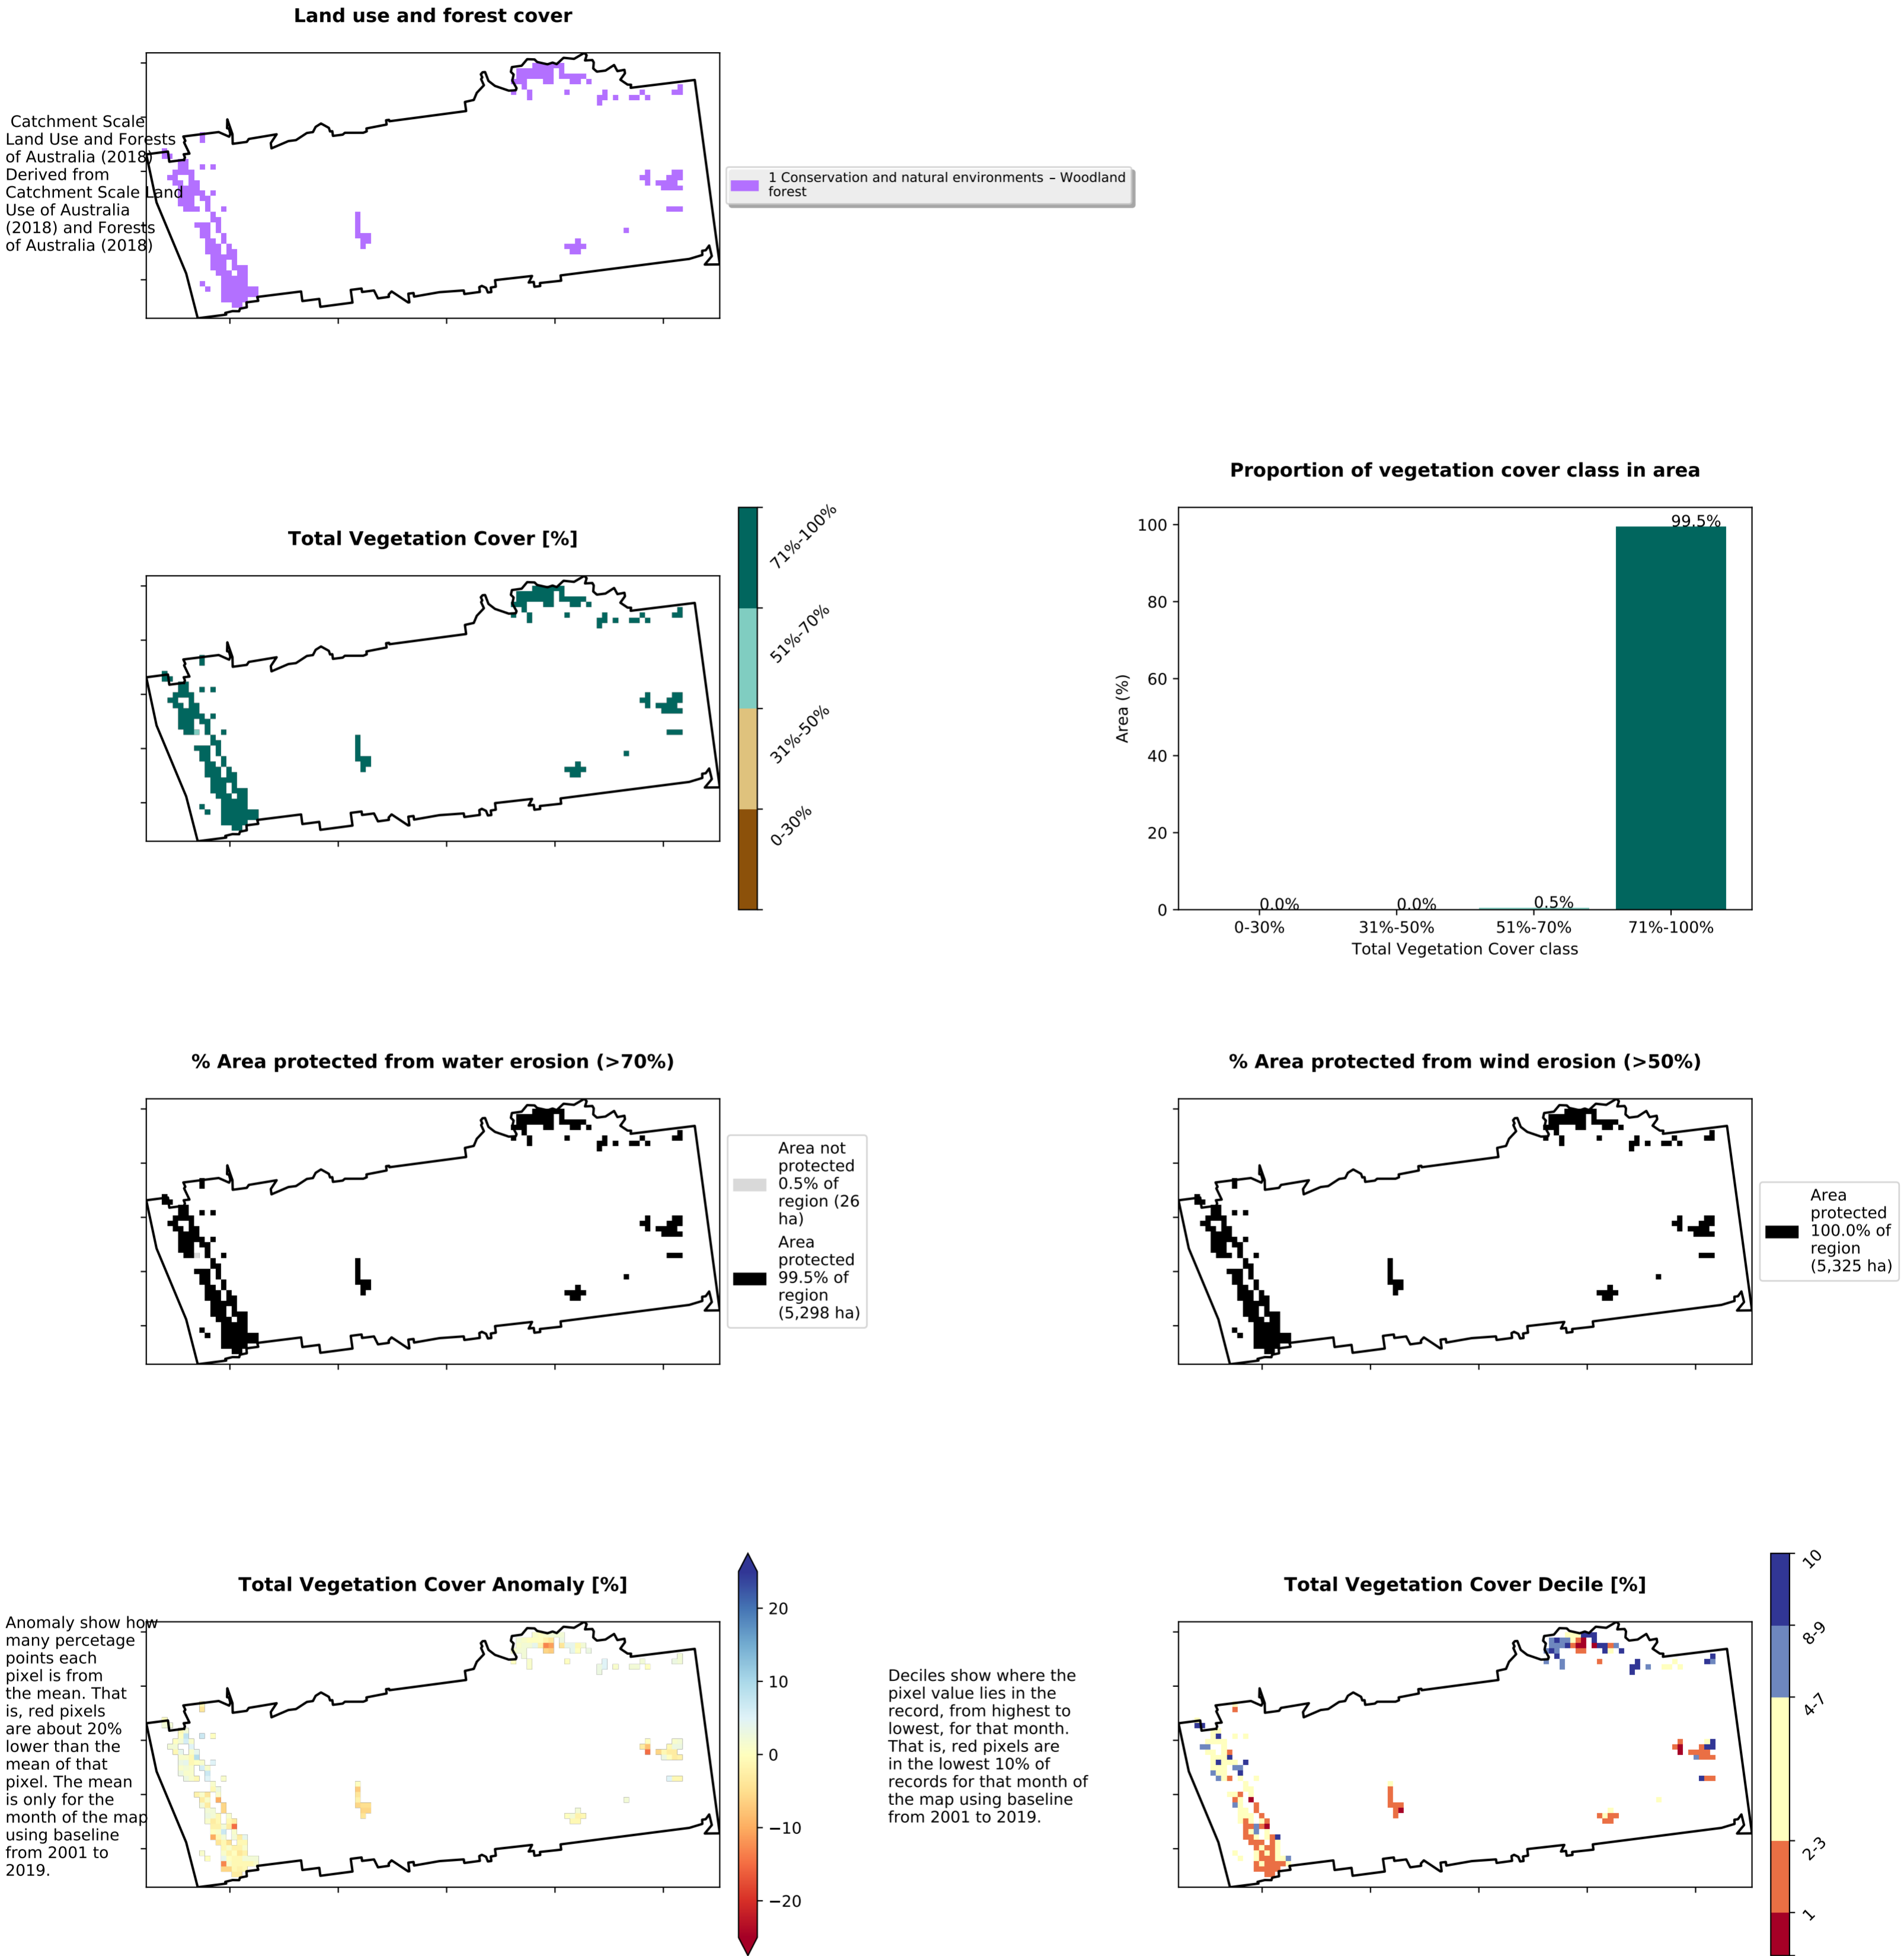 Land use and forest cover
Catchment Scale
Land Use and Forests
of Australia (2018)
Derived from
Catchment Scale Land
Use of Australia
(2018) and Forests
of Australia (2018)
1 Conservation and natural environments – Woodland
forest
Total Vegetation Cover [%]
71%-100%
51%-70%
31%-50%
0-30%
Proportion of vegetation cover class in area
Area (%)
100
80
60
40
20
0
0.0%
0.0%
0.5%
99.5%
0-30%
31%-50%
51%-70%
71%-100%
Total Vegetation Cover class
% Area protected from water erosion (>70%)
Area not
protected
0.5% of
region (26
ha)
Area
protected
99.5% of
region
(5,298 ha)
% Area protected from wind erosion (>50%)
Area
protected
100.0% of
region
(5,325 ha)
Total Vegetation Cover Anomaly [%]
Anomaly show how
many percetage
points each
pixel is from
the mean. That
is, red pixels
are about 20%
lower than the
mean of that
pixel. The mean
is only for the
month of the map
using baseline
from 2001 to
2019.
20
10
0
−10
−20
Total Vegetation Cover Decile [%]
Deciles show where the
pixel value lies in the
record, from highest to
lowest, for that month.
That is, red pixels are
in the lowest 10% of
records for that month of
the map using baseline
from 2001 to 2019.
10
8-9
4-7
2-3
1